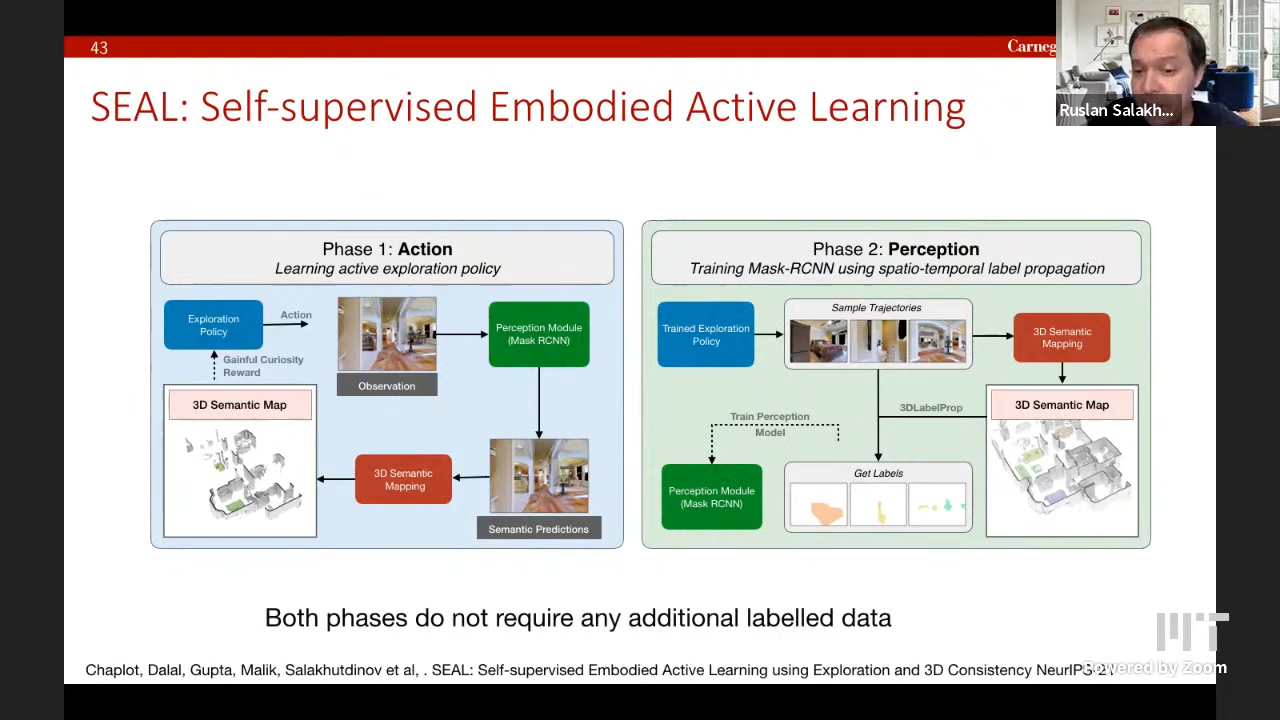 43
Carneg
Ruslan Salakh...
SEAL: Self-supervised Embodied Active Learning
Phase 1: Action
Learning active exploration policy
Exploration
Policy
Action
Gainful Curiosity
Reward
Observation
Perception Module
(Mask RCNN)
3D Semantic Map
3D Semantic
Mapping
Semantic Predictions
Phase 2: Perception
Training Mask-RCNN using spatio-temporal label propagation
Trained Exploration
Policy
Sample Trajectories
3D Semantic
Mapping
3DLabelProp
3D Semantic Map
Train Perception
Model
Perception Module
(Mask RCNN)
Get Labels
Both phases do not require any additional labelled data
MIT
Powered by Zoom
Chaplot, Dalal, Gupta, Malik, Salakhutdinov et al, . SEAL: Self-supervised Embodied Active Learning using Exploration and 3D Consistency NeurIPS-21